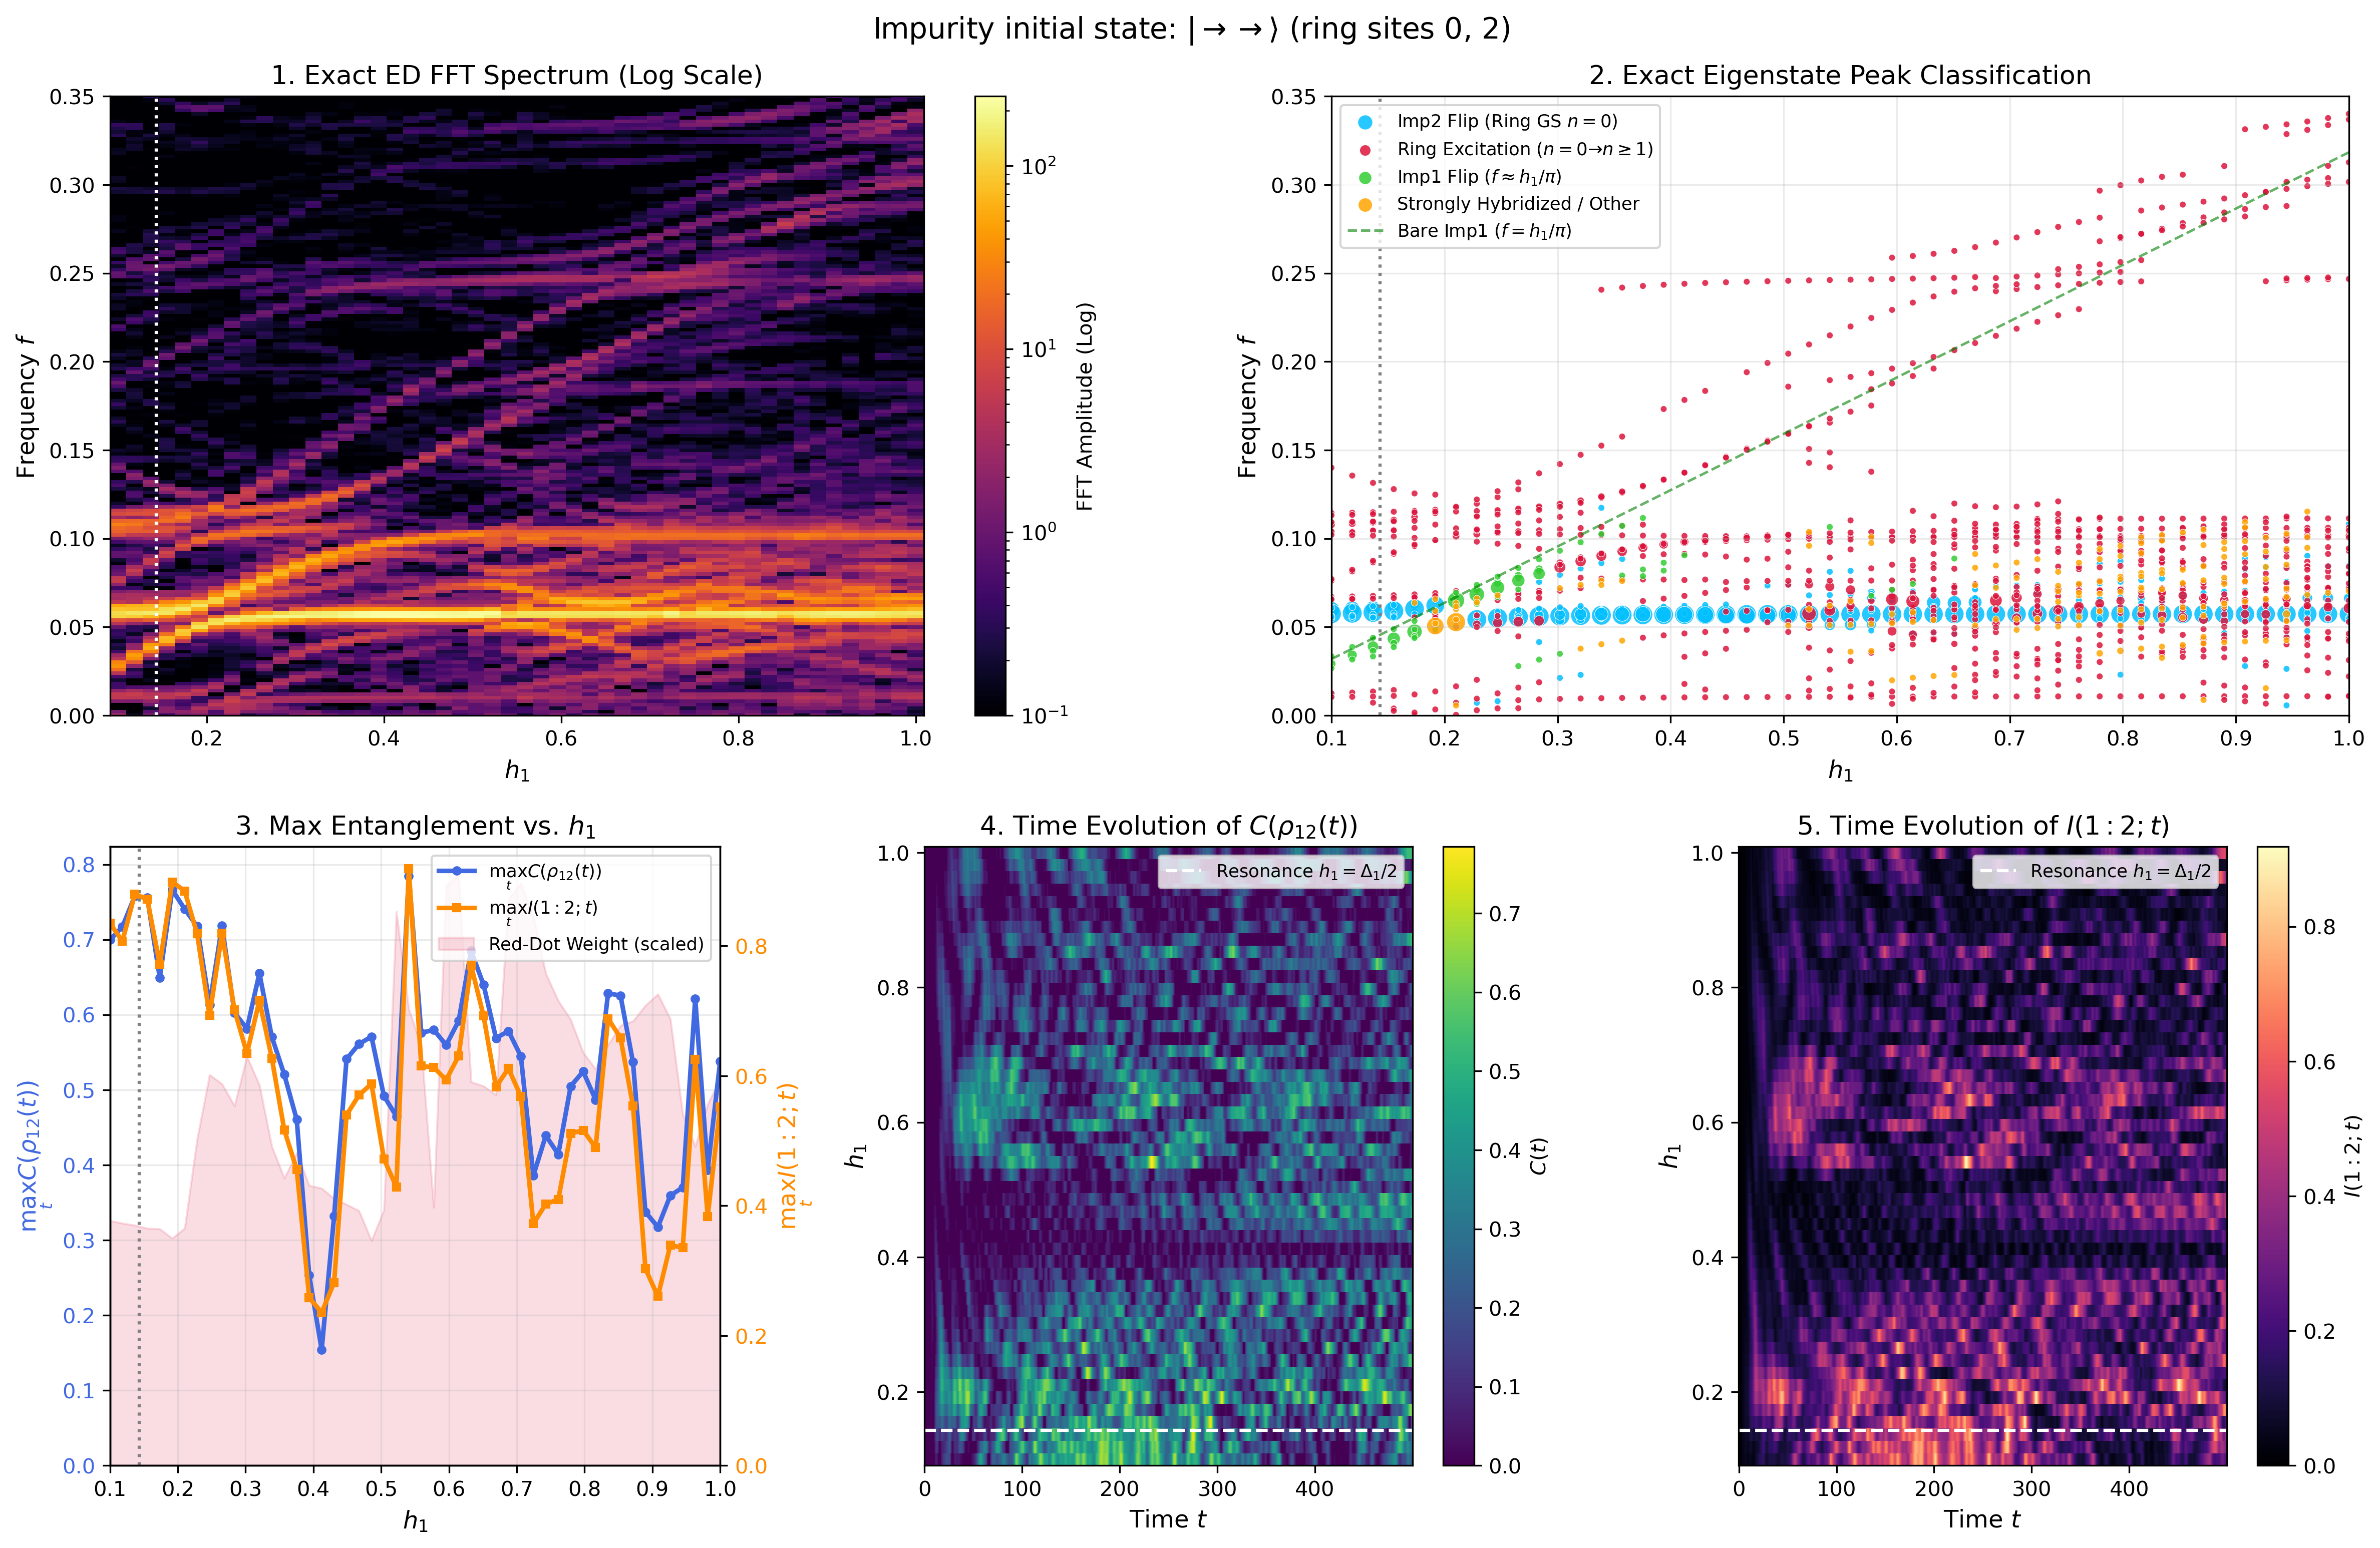 Impurity initial state: |→→⟩ (ring sites 0, 2)
1. Exact ED FFT Spectrum (Log Scale)
Frequency f
0.35
0.30
0.25
0.20
0.15
0.10
0.05
0.00
0.2 0.4 0.6 0.8 1.0
h₁
10²
10¹
10⁰
10⁻¹
FFT Amplitude (Log)
2. Exact Eigenstate Peak Classification
Frequency f
0.35
0.30
0.25
0.20
0.15
0.10
0.05
0.00
Imp2 Flip (Ring GS n = 0)
Ring Excitation (n = 0→n ≥ 1)
Imp1 Flip (f ≈ h₁/π)
Strongly Hybridized / Other
Bare Imp1 (f = h₁/π)
0.1 0.2 0.3 0.4 0.5 0.6 0.7 0.8 0.9 1.0
h₁
3. Max Entanglement vs. h₁
max C(ρ₁₂(t))
t
0.8
0.7
0.6
0.5
0.4
0.3
0.2
0.1
0.0
max C(ρ₁₂(t))
t
max I(1 : 2; t)
t
Red-Dot Weight (scaled)
0.8
0.6
0.4
0.2
0.0
max I(1 : 2; t)
t
0.1 0.2 0.3 0.4 0.5 0.6 0.7 0.8 0.9 1.0
h₁
4. Time Evolution of C(ρ₁₂(t))
h₁
1.0
0.8
0.6
0.4
0.2
Resonance h₁ = Δ₁/2
0 100 200 300 400
Time t
0.7
0.6
0.5
0.4
0.3
0.2
0.1
0.0
C(t)
5. Time Evolution of I(1 : 2; t)
h₁
1.0
0.8
0.6
0.4
0.2
Resonance h₁ = Δ₁/2
0 100 200 300 400
Time t
0.8
0.6
0.4
0.2
0.0
I(1 : 2; t)